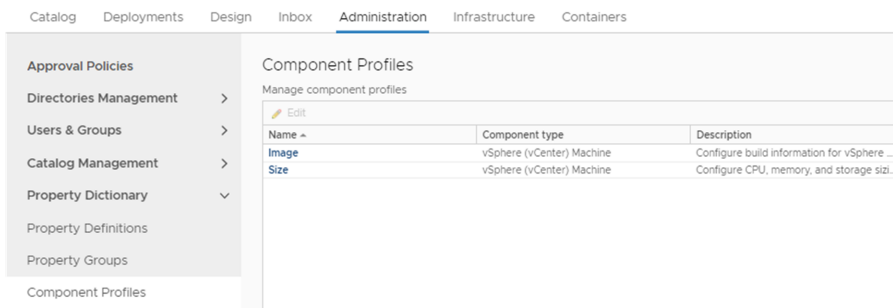 Catalog Deployments Design Inbox Administration Infrastructure Containers
Approval Policies
Directories Management
Users & Groups
Catalog Management
Property Dictionary
Property Definitions
Property Groups
Component Profiles
Component Profiles
Manage component profiles
Edit
Name Component type Description
Image vSphere (vCenter) Machine Configure build information for vSphere ...
Size vSphere (vCenter) Machine Configure CPU, memory, and storage sizi...